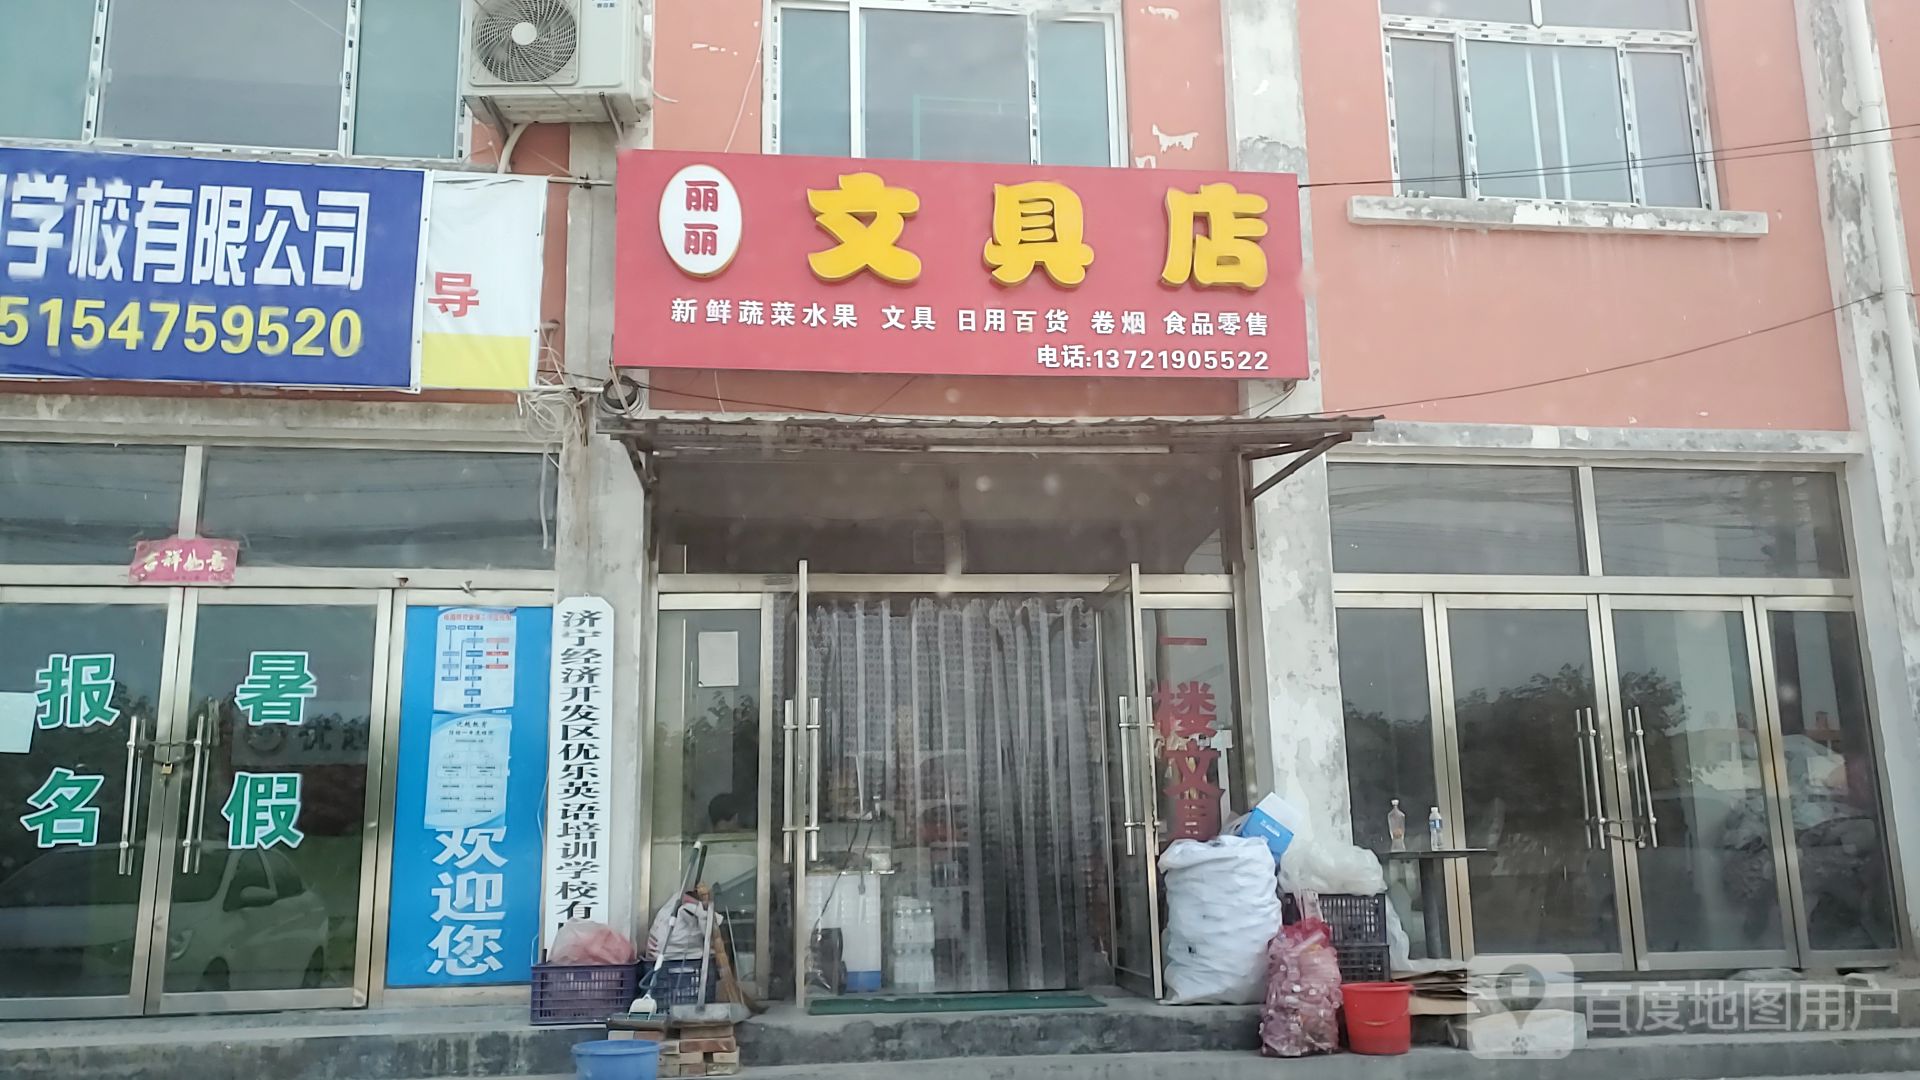 学校有限公司
15154759520
导
丽丽
文具店
新鲜蔬菜水果 文具 日用百货 卷烟 食品零售
电话:13721905522
吉祥如意
报名
暑假
欢迎您
济宁经济开发区优乐英语培训学校有
一楼文具
百度地图用户